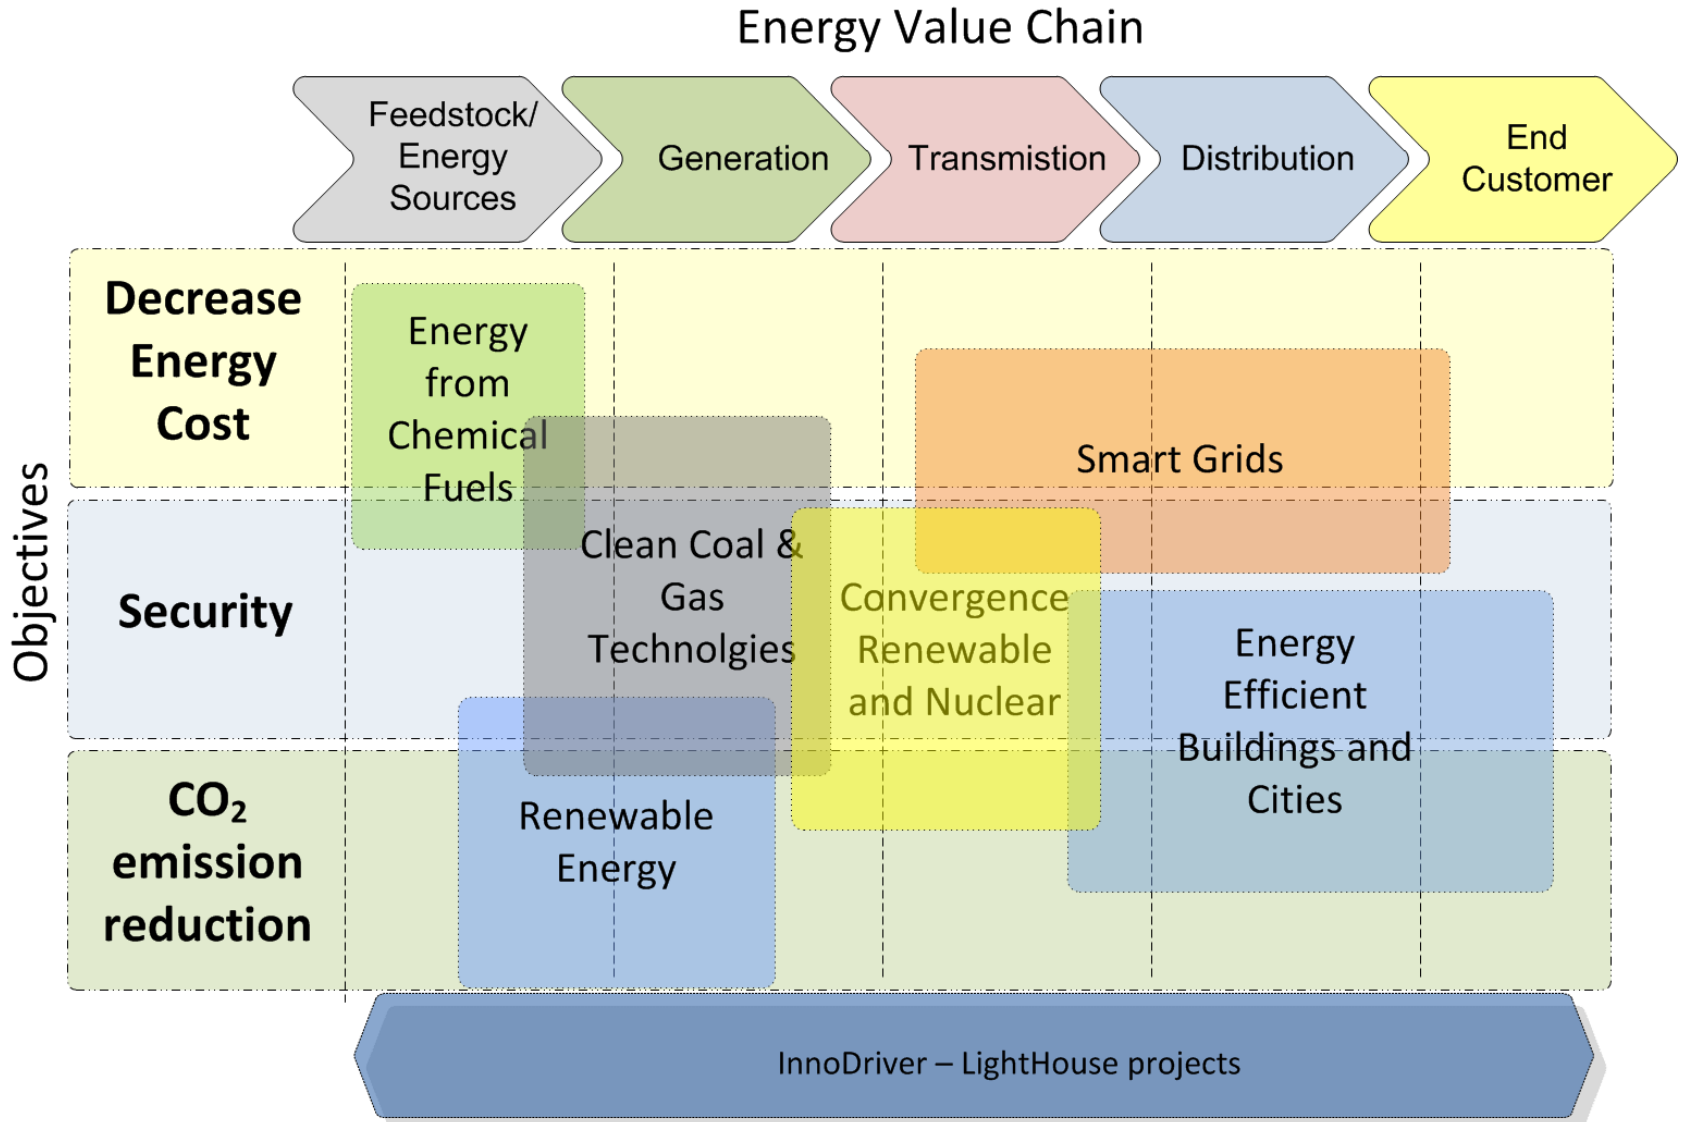 Energy Value Chain
Feedstock/
Energy
Sources
Generation
Transmistion
Distribution
End
Customer
Objectives
Decrease
Energy
Cost
Security
CO₂
emission
reduction
Energy
from
Chemical
Fuels
Clean Coal &
Gas
Technolgies
Renewable
Energy
Convergence
Renewable
and Nuclear
Smart Grids
Energy
Efficient
Buildings and
Cities
InnoDriver – LightHouse projects